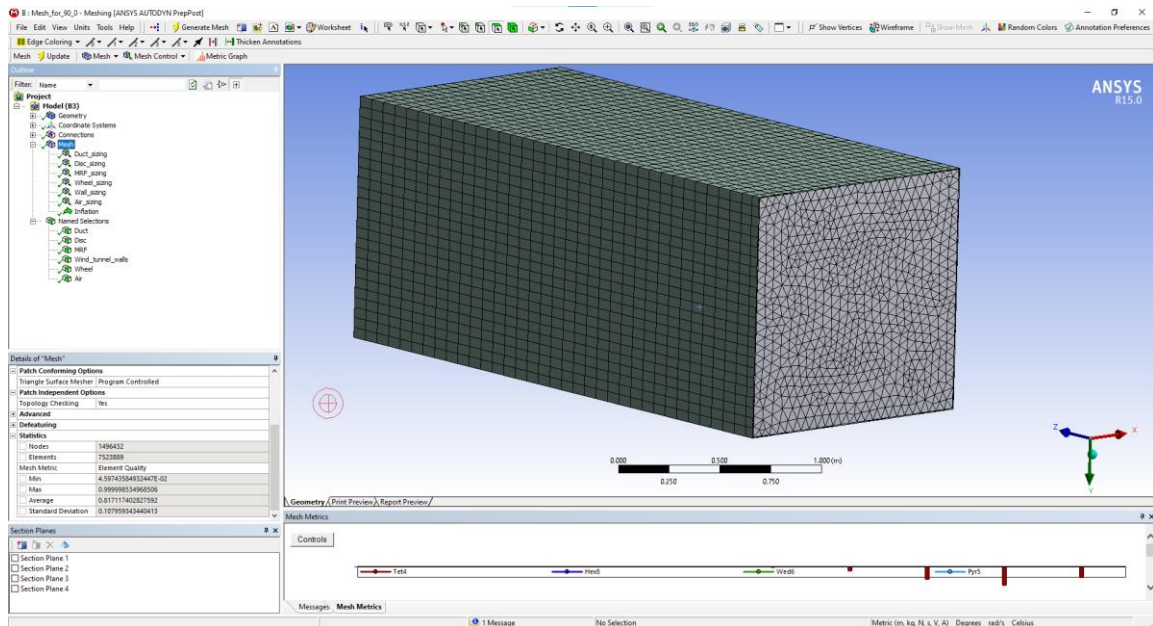 B : Mesh_for_90_0 - Meshing [ANSYS AUTODYN PrepPost]
File Edit View Units Tools Help Generate Mesh Worksheet Show Vertices Wireframe Show Mesh Random Colors Annotation Preferences
Edge Coloring Thicken Annotations
Mesh Update Mesh Mesh Control Metric Graph
Outline
Filter: Name
Project
Model (B3)
Geometry
Coordinate Systems
Connections
Mesh
Duct_sizing
Disc_sizing
MRF_sizing
Wheel_sizing
Wall_sizing
Air_sizing
Inflation
Named Selections
Duct
Disc
MRF
Wind_tunnel_walls
Wheel
Air
ANSYS
R15.0
Details of "Mesh"
Patch Conforming Options
Triangle Surface Mesher Program Controlled
Patch Independent Options
Topology Checking Yes
Advanced
Defeaturing
Statistics
Nodes 1496432
Elements 7523889
Mesh Metric Element Quality
Min 4.59743584932447E-02
Max 0.999998534968506
Average 0.817117402827592
Standard Deviation 0.107959343440413
Z X Y
0.000 0.500 1.000 (m)
0.250 0.750
Geometry Print Preview Report Preview
Section Planes
Section Plane 1
Section Plane 2
Section Plane 3
Section Plane 4
Mesh Metrics
Controls
Tet4 Hex8 Wed6 Pyr5
Messages Mesh Metrics
1 Message No Selection Metric (m, kg, N, s, V, A) Degrees rad/s Celsius